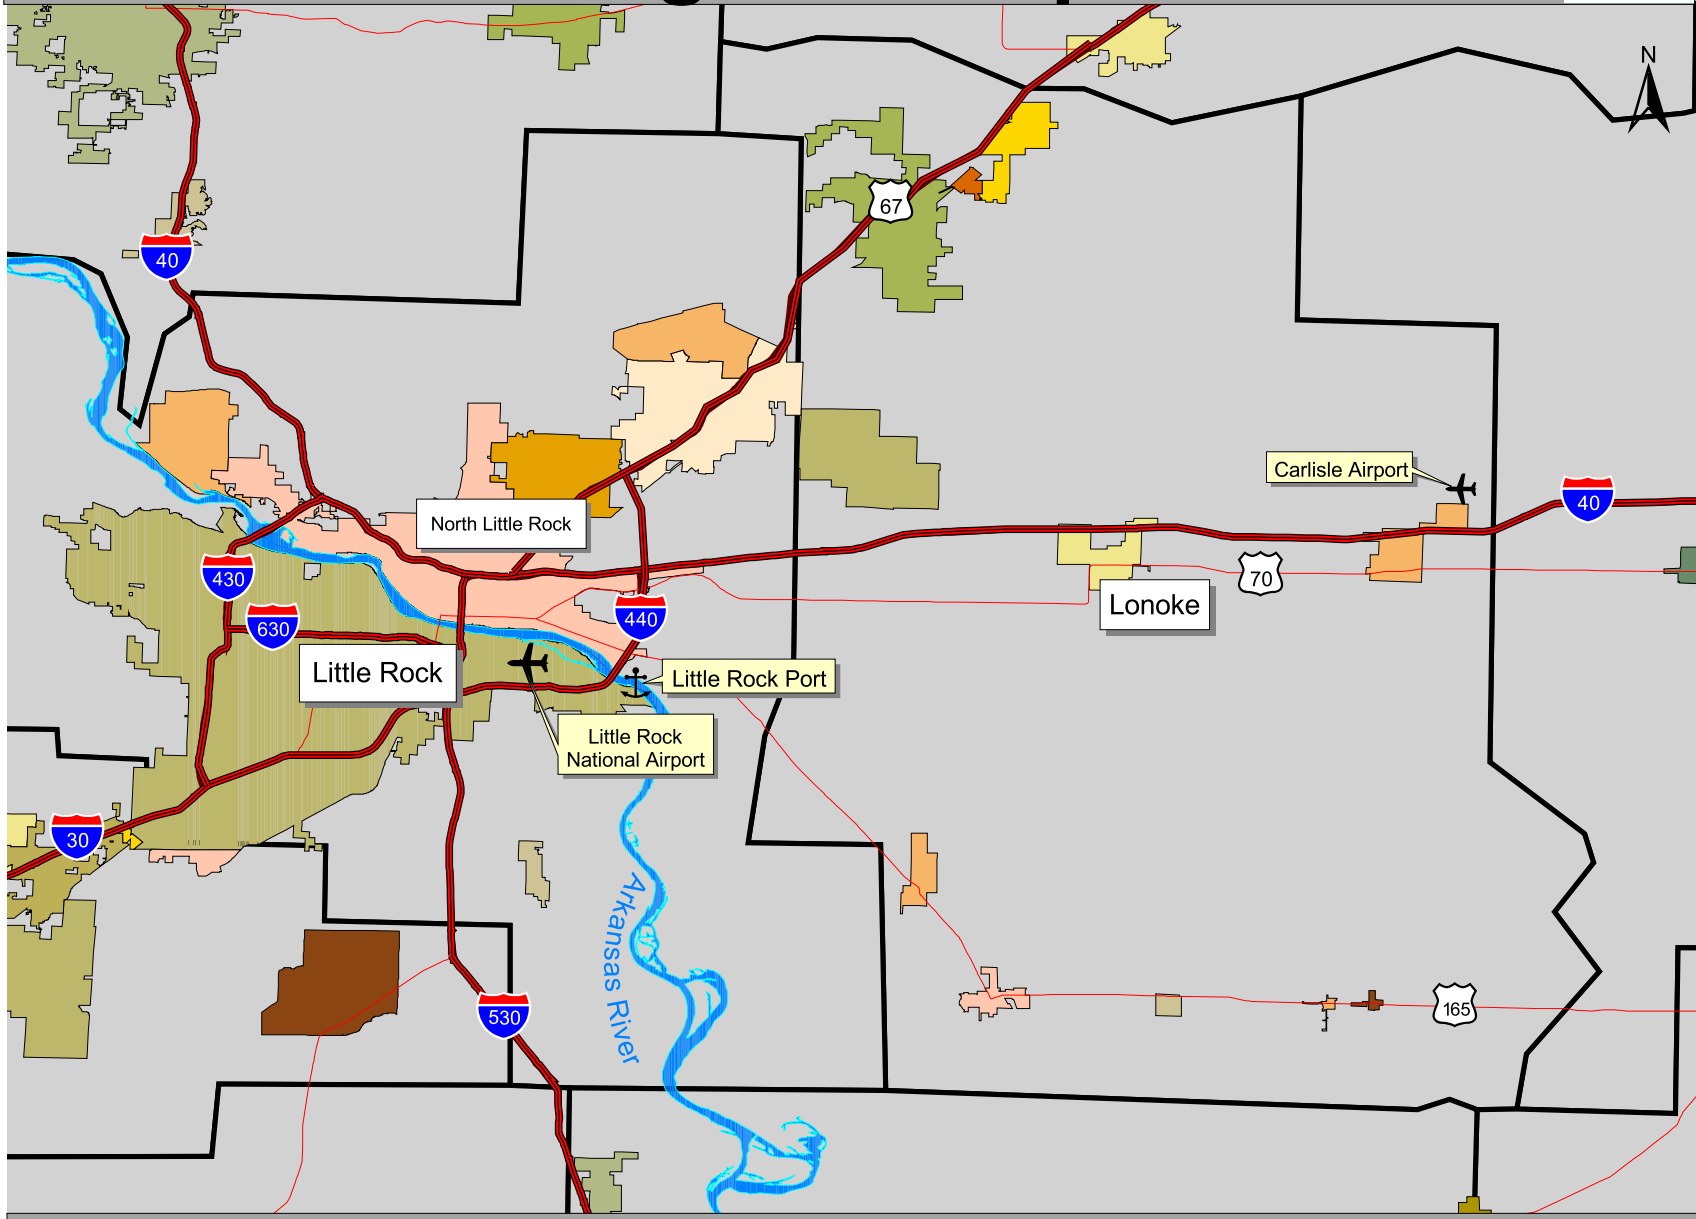 N
67
40
Carlisle Airport
40
North Little Rock
430
70
Lonoke
440
630
Little Rock
Little Rock Port
Little Rock
National Airport
30
Arkansas River
530
165